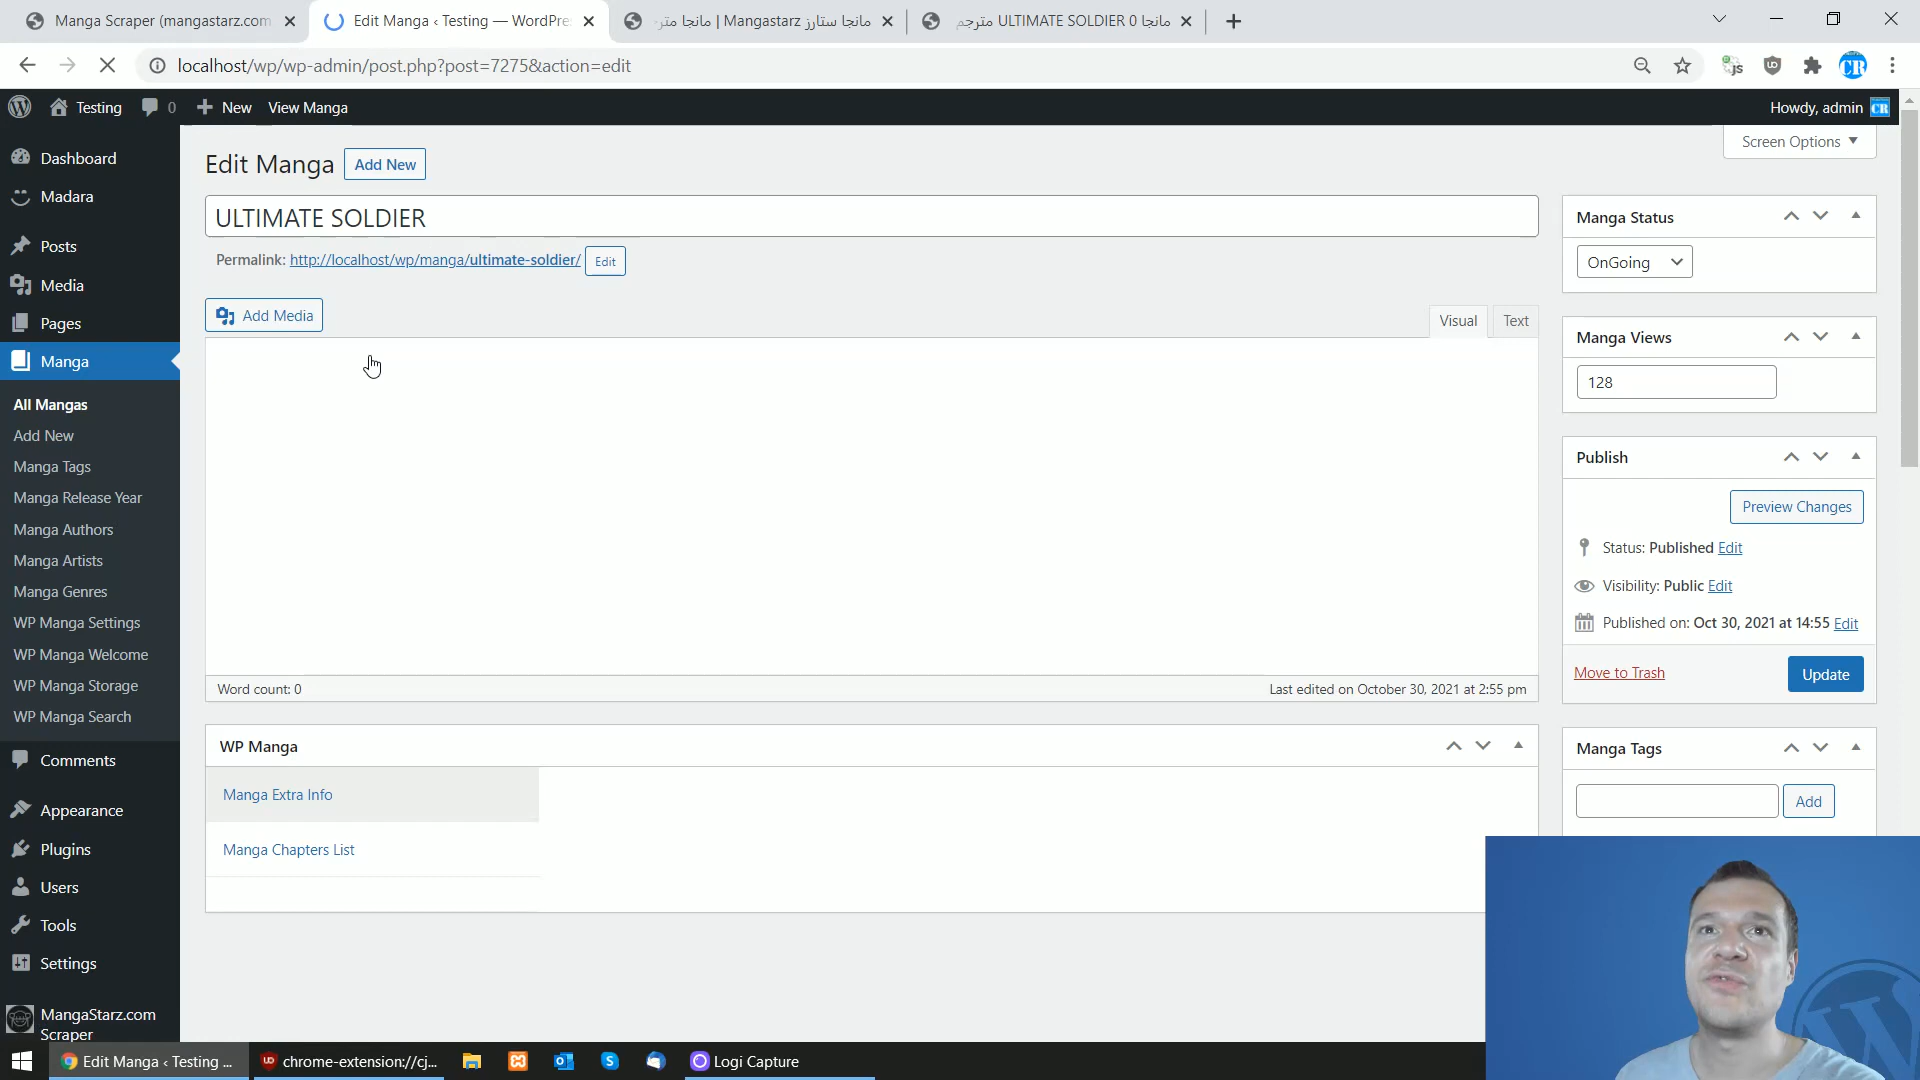 Manga Scraper (mangastarz.com
Edit Manga ‹ Testing — WordPre
مانجا ستارز Mangastarz | مانجا متر
مانجا ULTIMATE SOLDIER 0 مترجم
localhost/wp/wp-admin/post.php?post=7275&action=edit
Testing
0
New
View Manga
Howdy, admin
CR
Screen Options
Dashboard
Madara
Posts
Media
Pages
Manga
All Mangas
Add New
Manga Tags
Manga Release Year
Manga Authors
Manga Artists
Manga Genres
WP Manga Settings
WP Manga Welcome
WP Manga Storage
WP Manga Search
Comments
Appearance
Plugins
Users
Tools
Settings
MangaStarz.com
Scraper
Edit Manga
Add New
ULTIMATE SOLDIER
Permalink: http://localhost/wp/manga/ultimate-soldier/ Edit
Add Media
Visual
Text
Word count: 0
Last edited on October 30, 2021 at 2:55 pm
WP Manga
Manga Extra Info
Manga Chapters List
Manga Status
OnGoing
Manga Views
128
Publish
Preview Changes
Status: Published Edit
Visibility: Public Edit
Published on: Oct 30, 2021 at 14:55 Edit
Move to Trash
Update
Manga Tags
Add
Edit Manga ‹ Testing ...
chrome-extension://cj...
Logi Capture